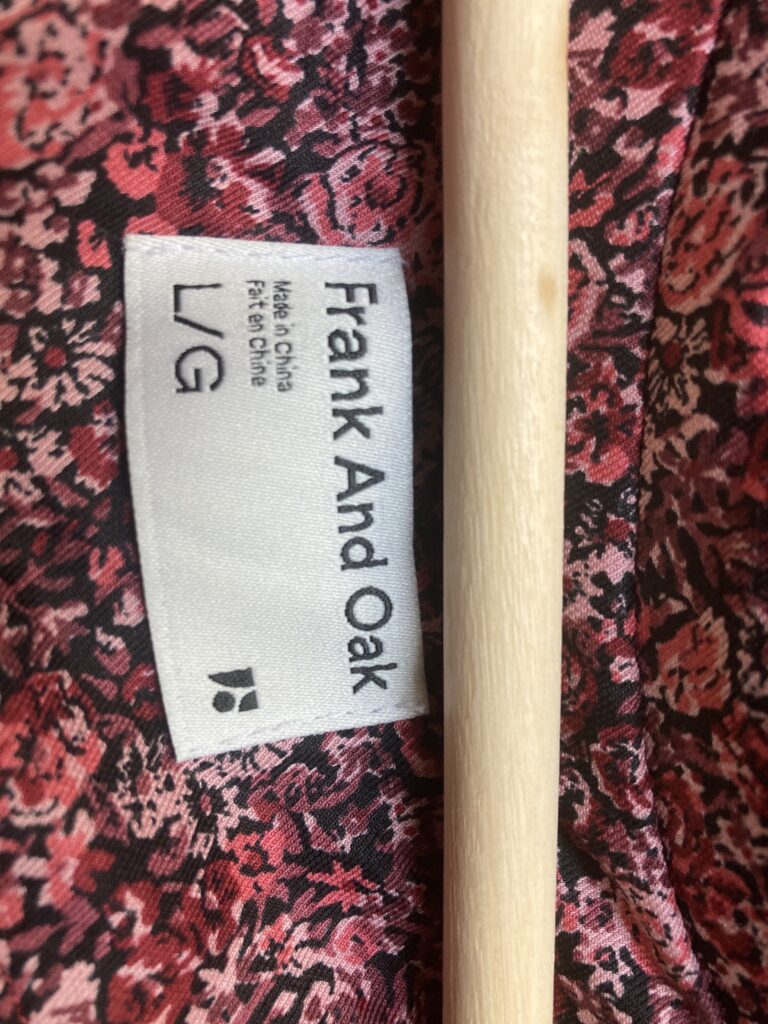 Frank And Oak
Made in China
Fait en Chine
L/G